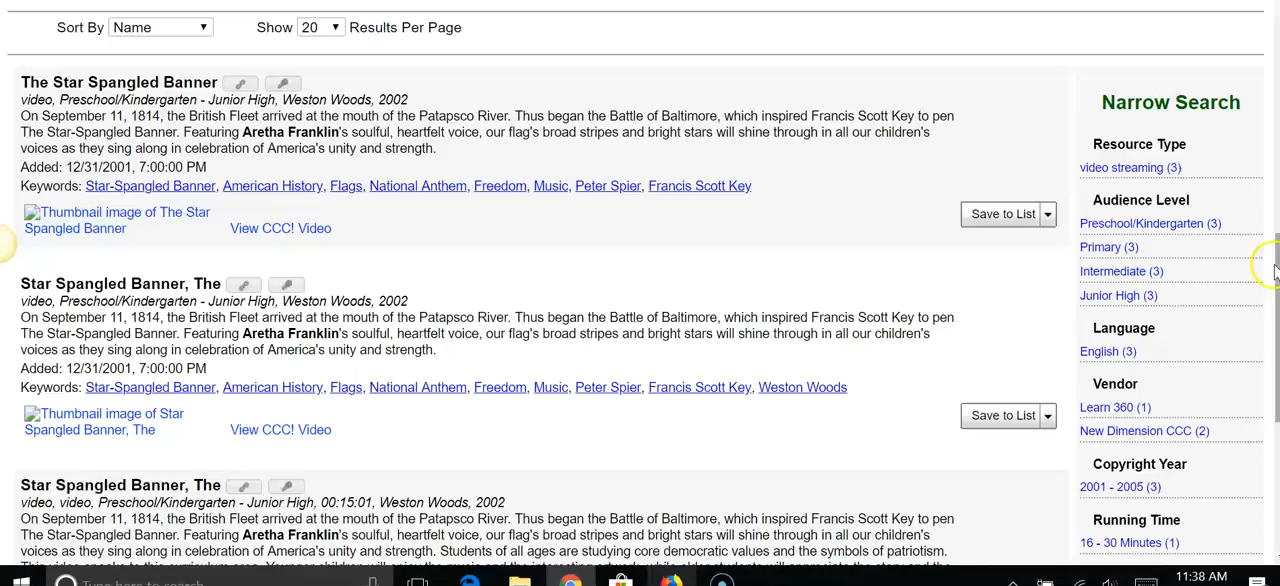 Sort By Name Show 20 Results Per Page
The Star Spangled Banner
video, Preschool/Kindergarten - Junior High, Weston Woods, 2002
On September 11, 1814, the British Fleet arrived at the mouth of the Patapsco River. Thus began the Battle of Baltimore, which inspired Francis Scott Key to pen
The Star-Spangled Banner. Featuring Aretha Franklin's soulful, heartfelt voice, our flag's broad stripes and bright stars will shine through in all our children's
voices as they sing along in celebration of America's unity and strength.
Added: 12/31/2001, 7:00:00 PM
Keywords: Star-Spangled Banner, American History, Flags, National Anthem, Freedom, Music, Peter Spier, Francis Scott Key
Thumbnail image of The Star
Spangled Banner View CCC! Video
Save to List
Star Spangled Banner, The
video, Preschool/Kindergarten - Junior High, Weston Woods, 2002
On September 11, 1814, the British Fleet arrived at the mouth of the Patapsco River. Thus began the Battle of Baltimore, which inspired Francis Scott Key to pen
The Star-Spangled Banner. Featuring Aretha Franklin's soulful, heartfelt voice, our flag's broad stripes and bright stars will shine through in all our children's
voices as they sing along in celebration of America's unity and strength.
Added: 12/31/2001, 7:00:00 PM
Keywords: Star-Spangled Banner, American History, Flags, National Anthem, Freedom, Music, Peter Spier, Francis Scott Key, Weston Woods
Thumbnail image of Star
Spangled Banner, The View CCC! Video
Save to List
Star Spangled Banner, The
video, video, Preschool/Kindergarten - Junior High, 00:15:01, Weston Woods, 2002
On September 11, 1814, the British Fleet arrived at the mouth of the Patapsco River. Thus began the Battle of Baltimore, which inspired Francis Scott Key to pen
The Star-Spangled Banner. Featuring Aretha Franklin's soulful, heartfelt voice, our flag's broad stripes and bright stars will shine through in all our children's
voices as they sing along in celebration of America's unity and strength. Students of all ages are studying core democratic values and the symbols of patriotism.
Narrow Search
Resource Type
video streaming (3)
Audience Level
Preschool/Kindergarten (3)
Primary (3)
Intermediate (3)
Junior High (3)
Language
English (3)
Vendor
Learn 360 (1)
New Dimension CCC (2)
Copyright Year
2001 - 2005 (3)
Running Time
16 - 30 Minutes (1)
Type here to search
11:38 AM